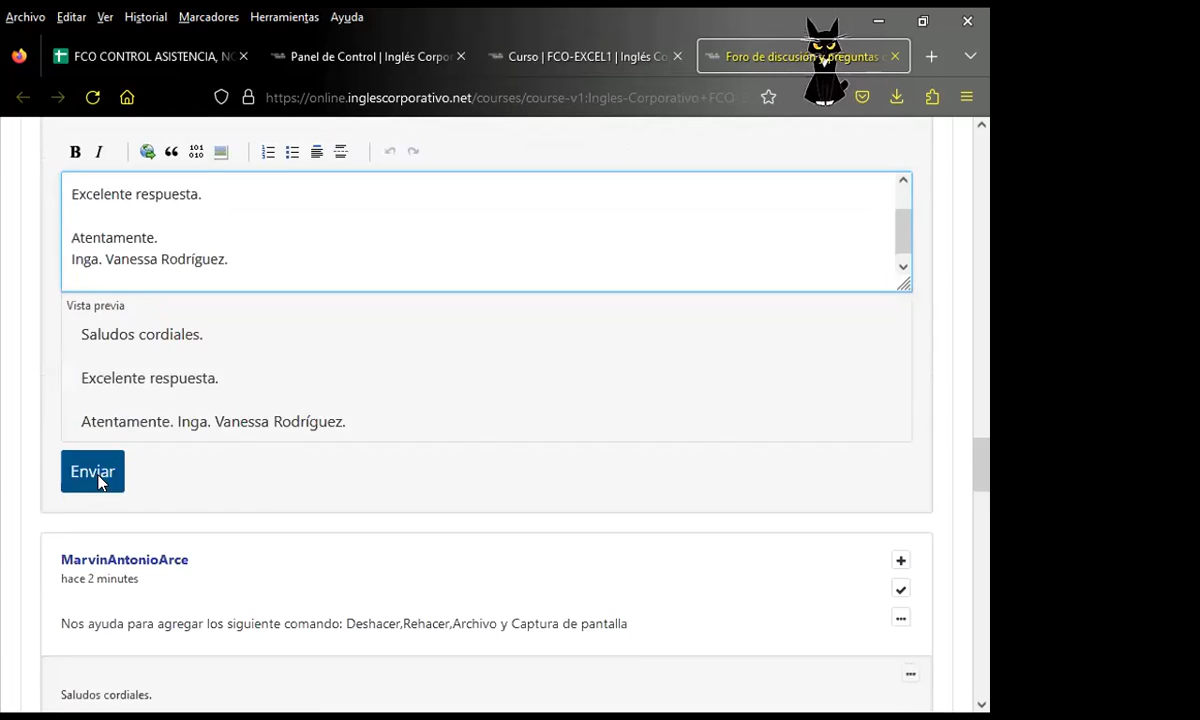 Archivo Editar Ver Historial Marcadores Herramientas Ayuda
FCO CONTROL ASISTENCIA, NO Panel de Control | Inglés Corpor Curso | FCO-EXCEL1 | Inglés Co Foro de discusión y preguntas
https://online.inglescorporativo.net/courses/course-v1:Ingles-Corporativo+FCO-
B I
Excelente respuesta.
Atentamente.
Inga. Vanessa Rodríguez.
Vista previa
Saludos cordiales.
Excelente respuesta.
Atentamente. Inga. Vanessa Rodríguez.
Enviar
MarvinAntonioArce
hace 2 minutes
Nos ayuda para agregar los siguiente comando: Deshacer,Rehacer,Archivo y Captura de pantalla
Saludos cordiales.